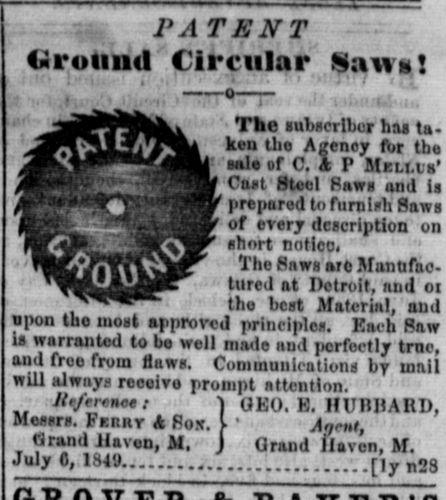 PATENT
Ground Circular Saws!
PATENT
GROUND
The subscriber has ta-
ken the Agency for the
sale of C. & P MELLUS'
Cast Steel Saws and is
prepared to furnish Saws
of every description on
short notice.
The Saws are Manufac-
tured at Detroit, and of
the best Material, and
upon the most approved principles. Each Saw
is warranted to be well made and perfectly true,
and free from flaws. Communications by mail
will always receive prompt attention.
Reference:
Messrs. FERRY & SON.
Grand Haven, M.
GEO. E. HUBBARD,
Agent,
Grand Haven, M.
July 6, 1849. [1y n28
GROVER & BAKER'S